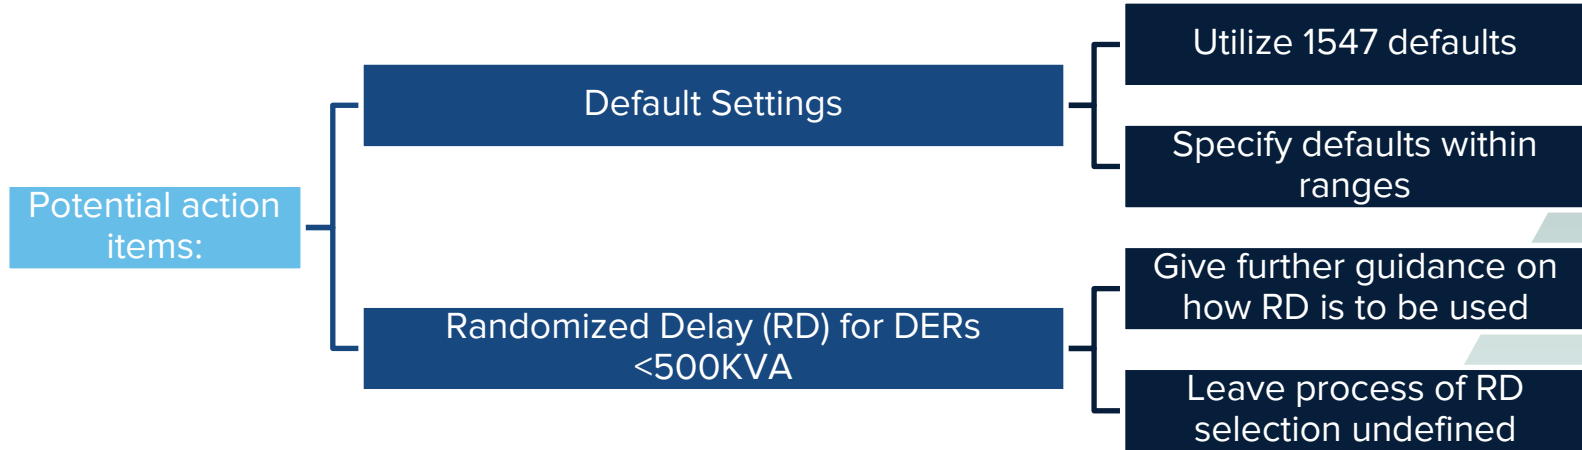 Potential action
items:
Default Settings
Utilize 1547 defaults
Specify defaults within
ranges
Randomized Delay (RD) for DERs
<500KVA
Give further guidance on
how RD is to be used
Leave process of RD
selection undefined